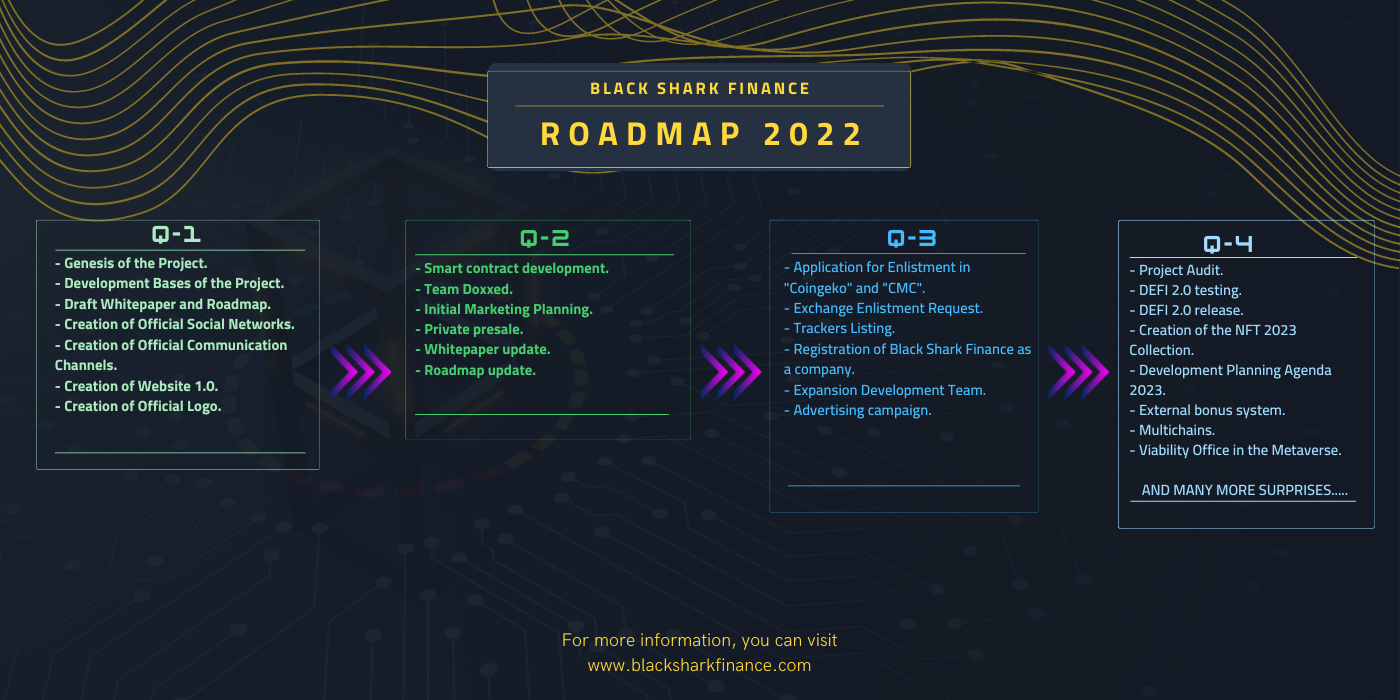 BLACK SHARK FINANCE
ROADMAP 2022
Q-1
- Genesis of the Project.
- Development Bases of the Project.
- Draft Whitepaper and Roadmap.
- Creation of Official Social Networks.
- Creation of Official Communication
Channels.
- Creation of Website 1.0.
- Creation of Official Logo.
Q-2
- Smart contract development.
- Team Doxxed.
- Initial Marketing Planning.
- Private presale.
- Whitepaper update.
- Roadmap update.
Q-3
- Application for Enlistment in
"Coingeko" and "CMC".
- Exchange Enlistment Request.
- Trackers Listing.
- Registration of Black Shark Finance as
a company.
- Expansion Development Team.
- Advertising campaign.
Q-4
- Project Audit.
- DEFI 2.0 testing.
- DEFI 2.0 release.
- Creation of the NFT 2023
Collection.
- Development Planning Agenda
2023.
- External bonus system.
- Multichains.
- Viability Office in the Metaverse.
AND MANY MORE SURPRISES.....
For more information, you can visit
www.blacksharkfinance.com